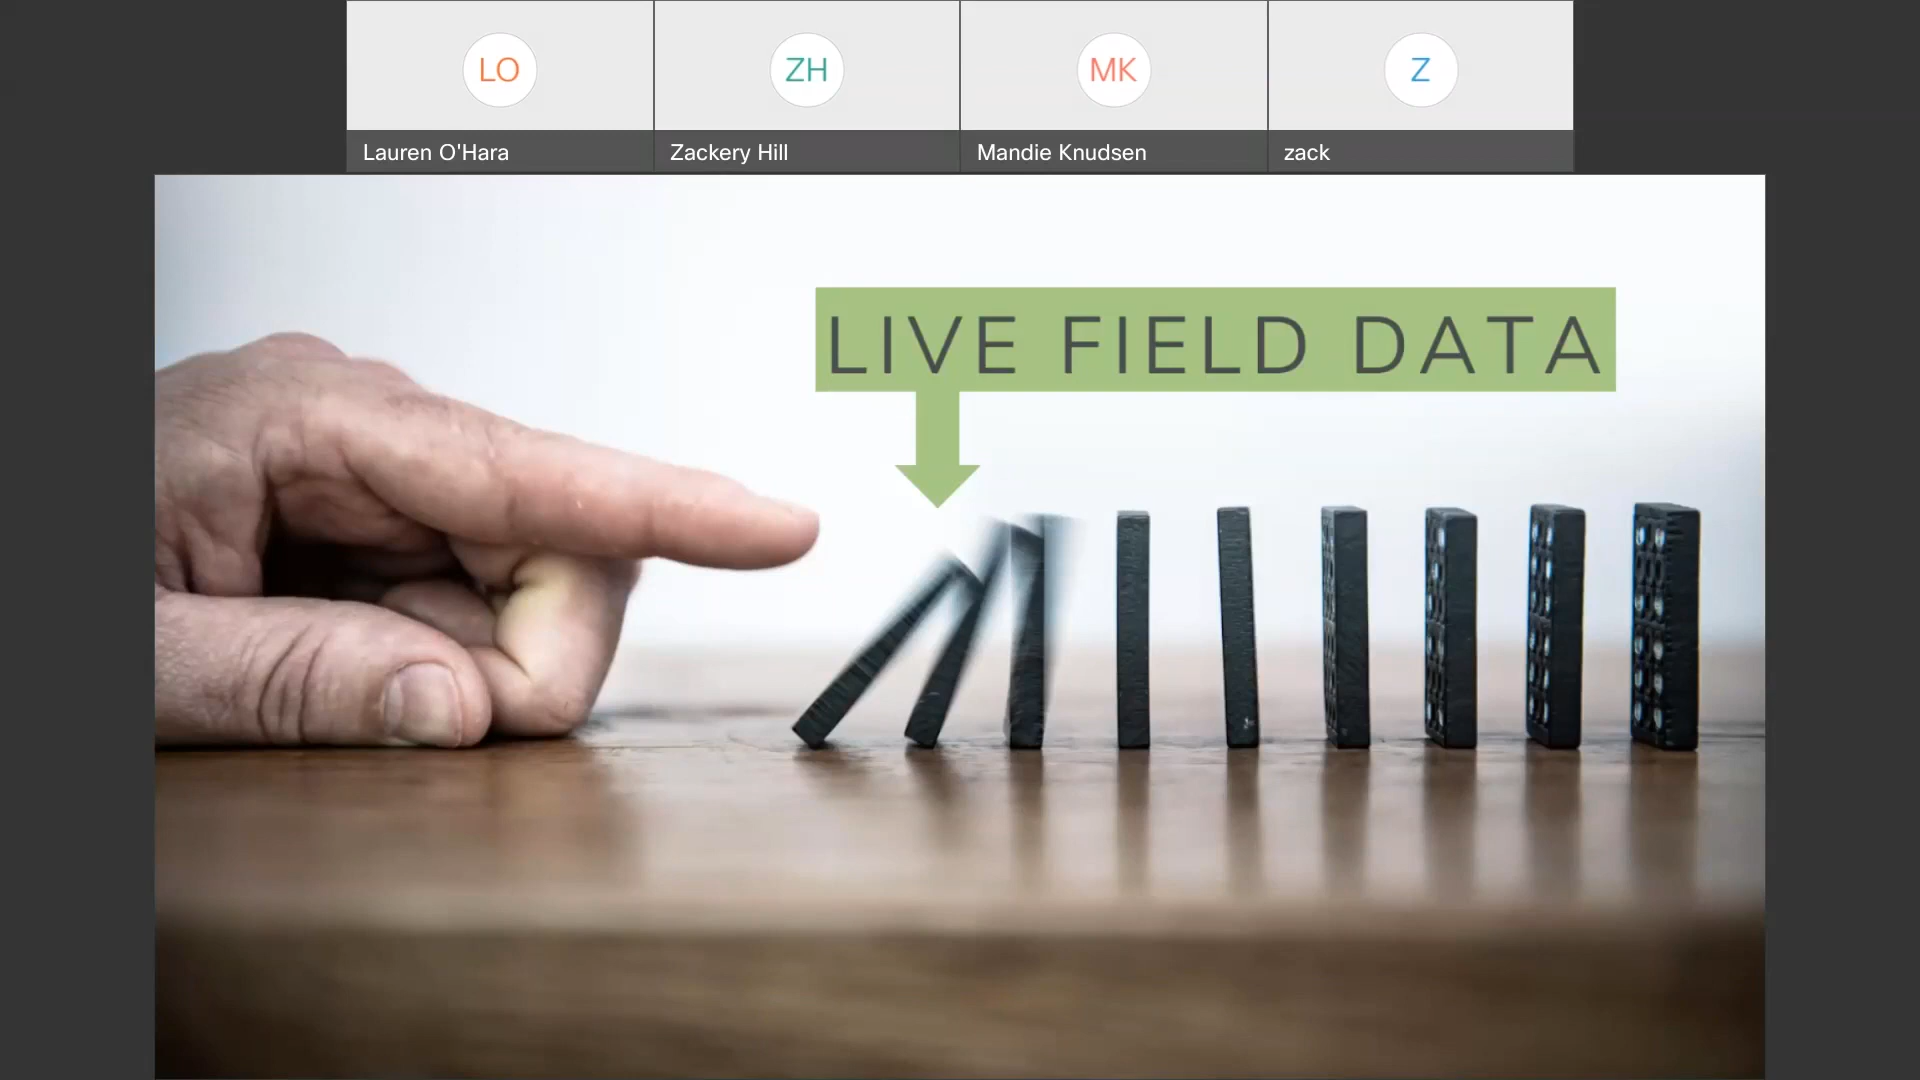 LO
ZH
MK
Z
Lauren O'Hara
Zackery Hill
Mandie Knudsen
zack
LIVE FIELD DATA